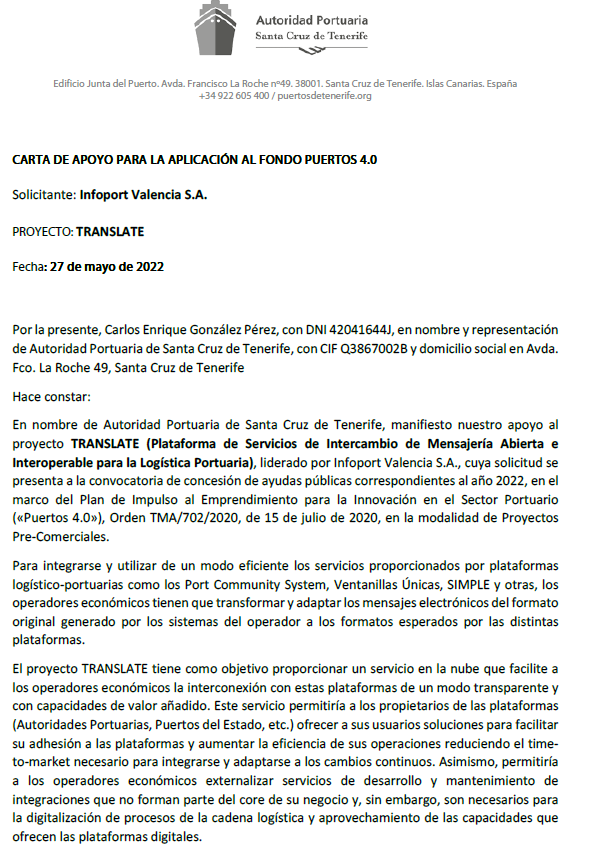 Autoridad Portuaria
Santa Cruz de Tenerife
Edificio Junta del Puerto. Avda. Francisco La Roche nº49. 38001. Santa Cruz de Tenerife. Islas Canarias. España
+34 922 605 400 / puertosdetenerife.org
CARTA DE APOYO PARA LA APLICACIÓN AL FONDO PUERTOS 4.0
Solicitante: Infoport Valencia S.A.
PROYECTO: TRANSLATE
Fecha: 27 de mayo de 2022
Por la presente, Carlos Enrique González Pérez, con DNI 42041644J, en nombre y representación
de Autoridad Portuaria de Santa Cruz de Tenerife, con CIF Q3867002B y domicilio social en Avda.
Fco. La Roche 49, Santa Cruz de Tenerife
Hace constar:
En nombre de Autoridad Portuaria de Santa Cruz de Tenerife, manifiesto nuestro apoyo al
proyecto TRANSLATE (Plataforma de Servicios de Intercambio de Mensajería Abierta e
Interoperable para la Logística Portuaria), liderado por Infoport Valencia S.A., cuya solicitud se
presenta a la convocatoria de concesión de ayudas públicas correspondientes al año 2022, en el
marco del Plan de Impulso al Emprendimiento para la Innovación en el Sector Portuario
(«Puertos 4.0»), Orden TMA/702/2020, de 15 de julio de 2020, en la modalidad de Proyectos
Pre-Comerciales.
Para integrarse y utilizar de un modo eficiente los servicios proporcionados por plataformas
logístico-portuarias como los Port Community System, Ventanillas Únicas, SIMPLE y otras, los
operadores económicos tienen que transformar y adaptar los mensajes electrónicos del formato
original generado por los sistemas del operador a los formatos esperados por las distintas
plataformas.
El proyecto TRANSLATE tiene como objetivo proporcionar un servicio en la nube que facilite a
los operadores económicos la interconexión con estas plataformas de un modo transparente y
con capacidades de valor añadido. Este servicio permitiría a los propietarios de las plataformas
(Autoridades Portuarias, Puertos del Estado, etc.) ofrecer a sus usuarios soluciones para facilitar
su adhesión a las plataformas y aumentar la eficiencia de sus operaciones reduciendo el time-
to-market necesario para integrarse y adaptarse a los cambios continuos. Asimismo, permitiría
a los operadores económicos externalizar servicios de desarrollo y mantenimiento de
integraciones que no forman parte del core de su negocio y, sin embargo, son necesarios para
la digitalización de procesos de la cadena logística y aprovechamiento de las capacidades que
ofrecen las plataformas digitales.